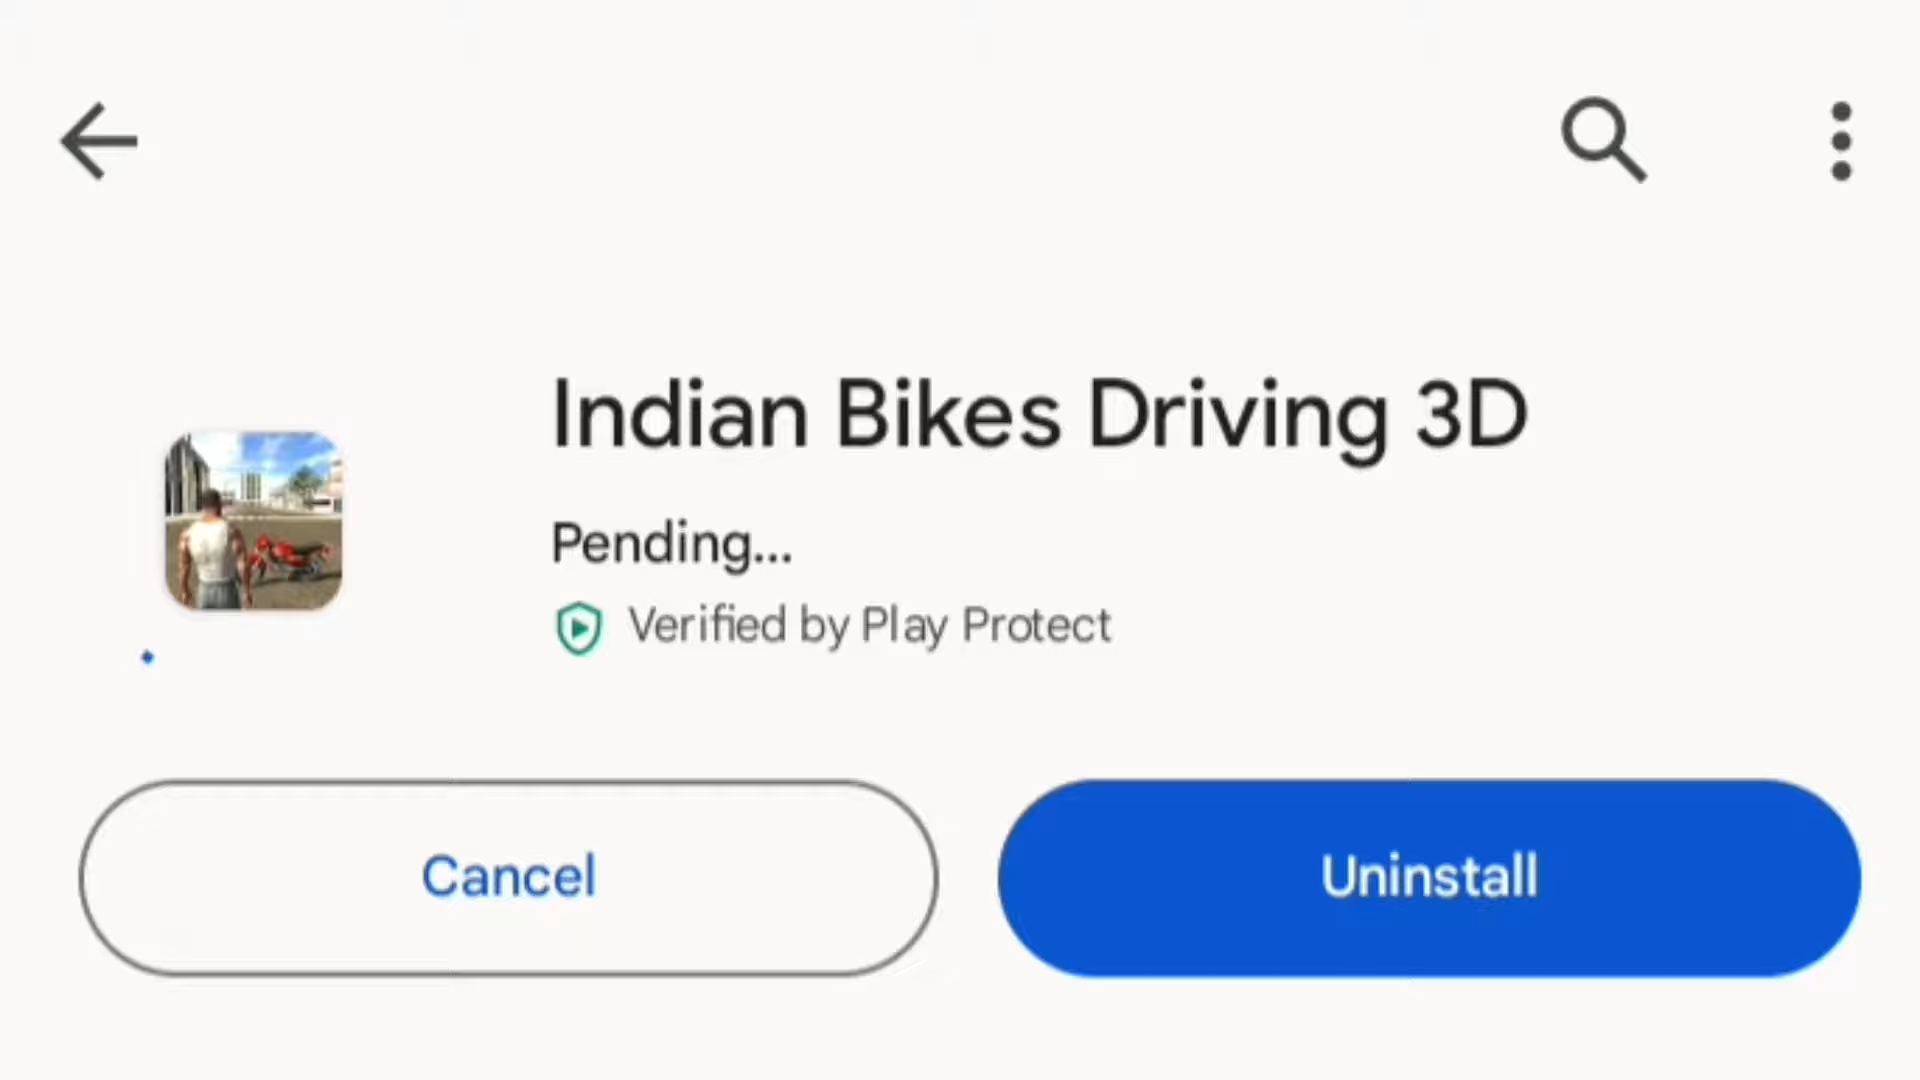 Indian Bikes Driving 3D
Pending...
Verified by Play Protect
Cancel
Uninstall